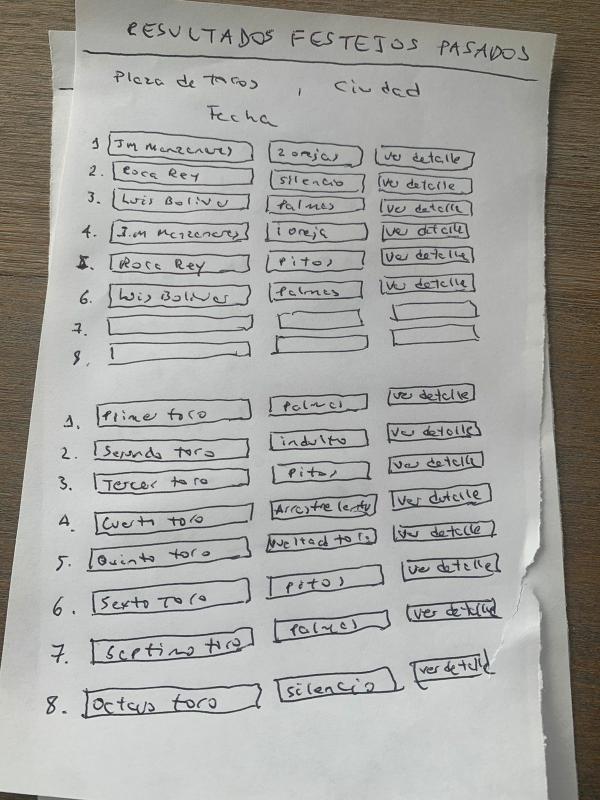 RESULTADOS FESTEJOS PASADOS
Plaza de toros, Ciudad
Fecha
1 JM Manzanares 2 orejas ver detalle
2. Roca Rey silencio ver detalle
3. Luis Boliva palmas ver detalle
4. J.M Manzanares 1 oreja ver detalle
5. Roca Rey Pitos ver detalle
6. Luis Bolivar Palmas ver detalle
7.
8.
1. Primer toro Palmas ver detalle
2. Segundo toro indulto ver detalle
3. Tercer toro Pitos ver detalle
4. Cuarto toro Arrastre lento ver detalle
5. Quinto toro Vuelta al toro ver detalle
6. Sexto Toro Pitos ver detalle
7. Septimo toro Palmas ver detalle
8. Octavo toro silencio ver detalle